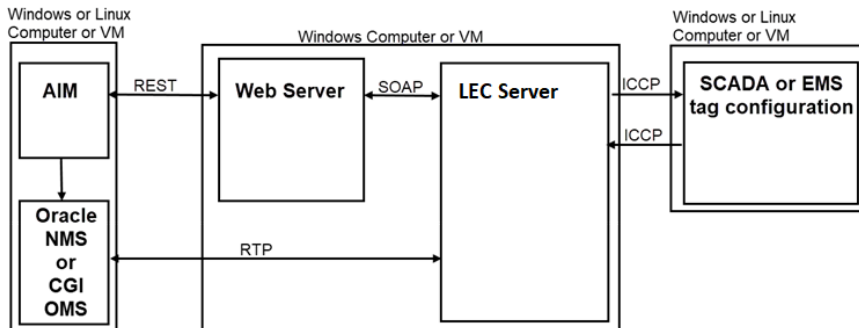 Windows or Linux
Computer or VM
AIM
Oracle
NMS
or
CGI
OMS
REST
Windows Computer or VM
Web Server
SOAP
LEC Server
RTP
ICCP
ICCP
Windows or Linux
Computer or VM
SCADA or EMS
tag configuration